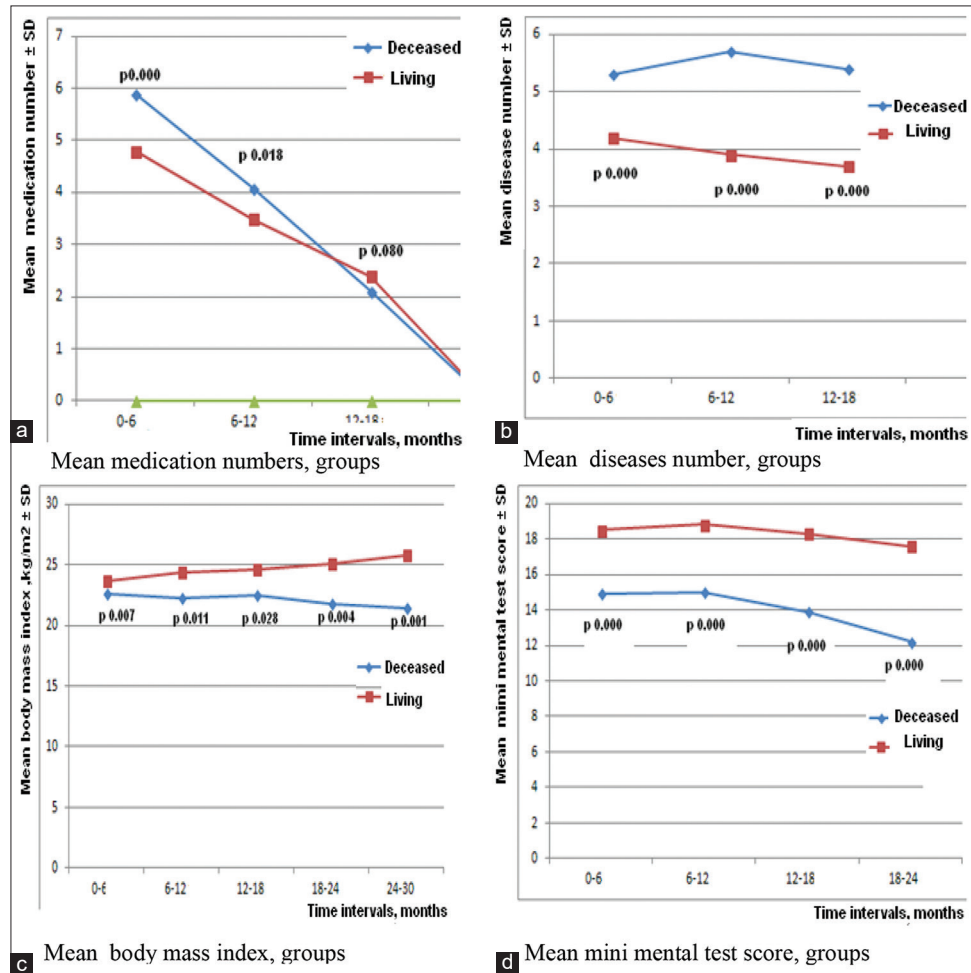 Mean medication number ± SD
7
6
5
4
3
2
1
0
p0.000
p 0.018
p 0.080
Deceased
Living
0-6
6-12
12-18
Time intervals, months
a
Mean medication numbers, groups
Mean disease number ± SD
6
5
4
3
2
1
0
Deceased
Living
p 0.000
p 0.000
p 0.000
0-6
6-12
12-18
Time intervals, months
b
Mean diseases number, groups
Mean body mass index ,kg/m2 ± SD
30
25
20
15
10
5
0
p 0.007
p 0.011
p 0.028
p 0.004
p 0.001
Deceased
Living
0-6
6-12
12-18
18-24
24-30
Time intervals, months
c
Mean body mass index, groups
Mean mimi mental test score ± SD
20
18
16
14
12
10
8
6
4
2
0
p 0.000
p 0.000
p 0.000
p 0.000
Deceased
Living
0-6
6-12
12-18
18-24
Time intervals, months
d
Mean mini mental test score, groups